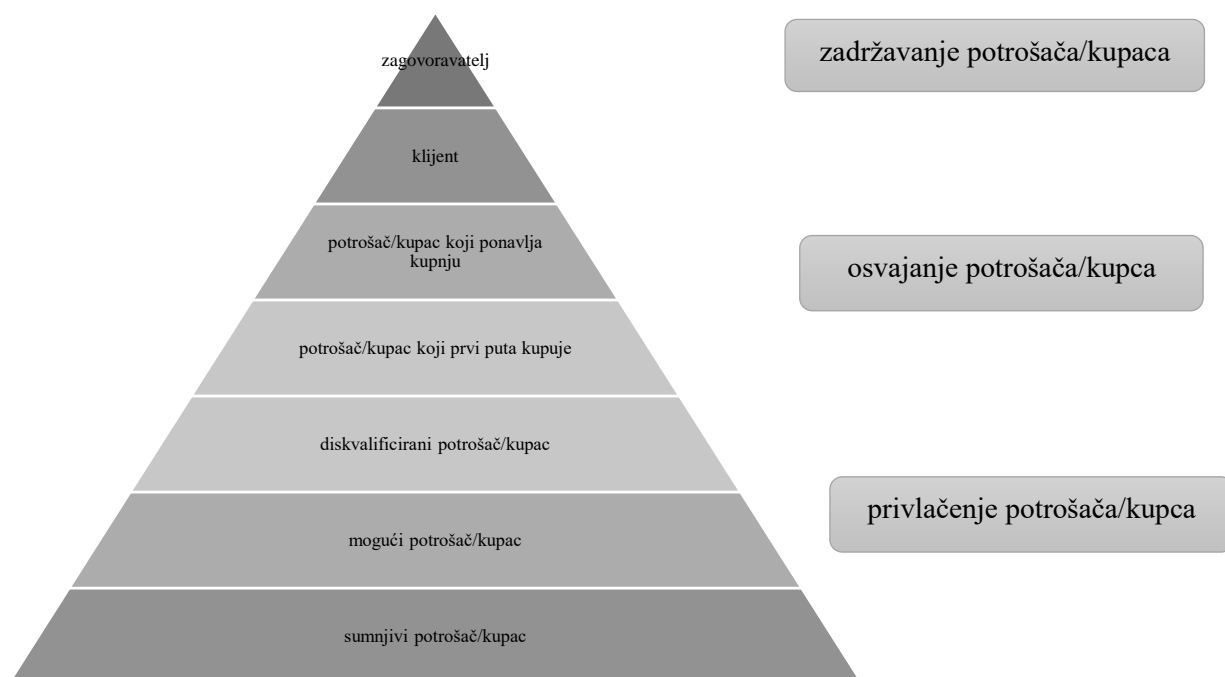 zagovoravatelj
klijent
potrošač/kupac koji ponavlja
kupnju
potrošač/kupac koji prvi puta kupuje
diskvalificirani potrošač/kupac
mogući potrošač/kupac
sumnjivi potrošač/kupac
zadržavanje potrošača/kupaca
osvajanje potrošača/kupca
privlačenje potrošača/kupca